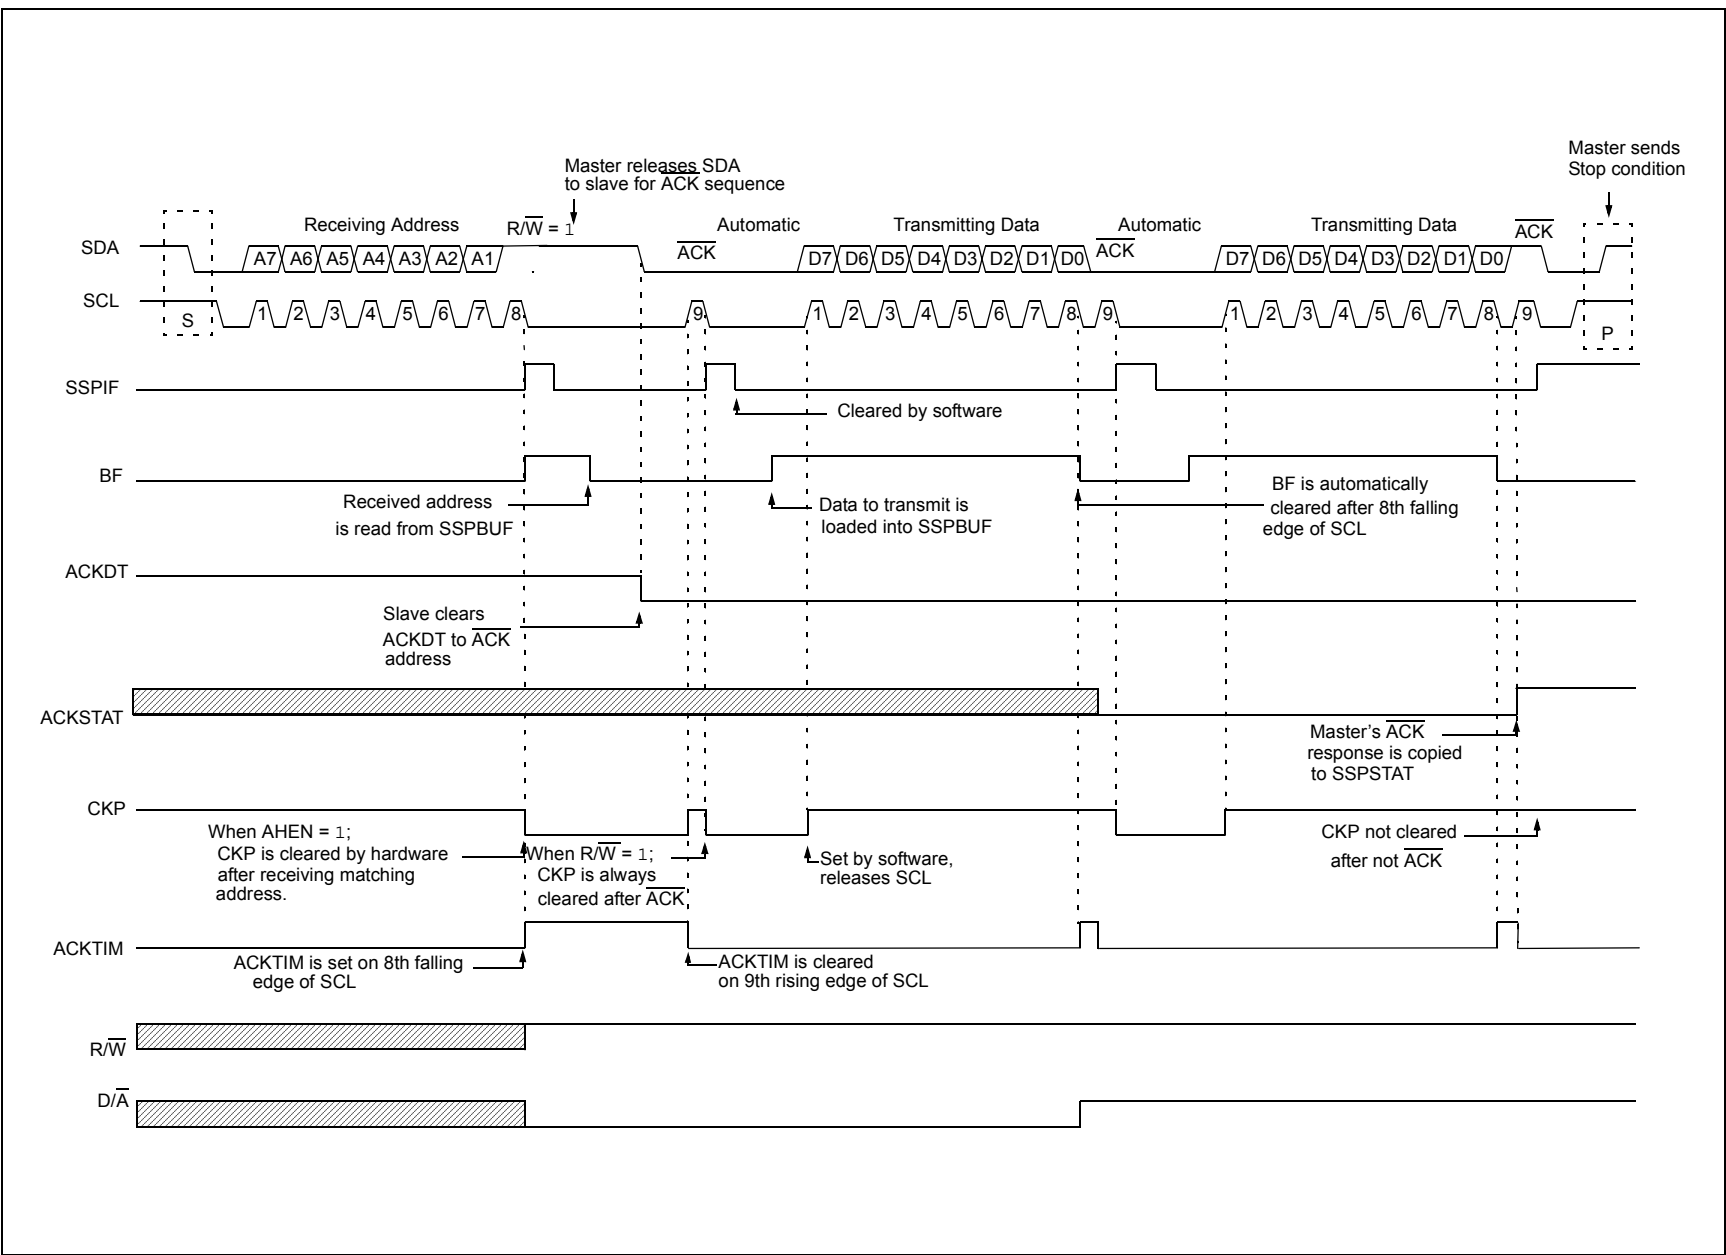 Master releases SDA
to slave for ACK sequence
Master sends
Stop condition
Receiving Address
R/W = 1
Automatic
Transmitting Data
Automatic
Transmitting Data
ACK
SDA
A7 A6 A5 A4 A3 A2 A1
ACK
D7 D6 D5 D4 D3 D2 D1 D0
ACK
D7 D6 D5 D4 D3 D2 D1 D0
SCL
S
1 2 3 4 5 6 7 8
9
1 2 3 4 5 6 7 8 9
1 2 3 4 5 6 7 8 9
P
SSPIF
Cleared by software
BF
Received address
is read from SSPBUF
Data to transmit is
loaded into SSPBUF
BF is automatically
cleared after 8th falling
edge of SCL
ACKDT
Slave clears
ACKDT to ACK
address
ACKSTAT
Master's ACK
response is copied
to SSPSTAT
CKP
When AHEN = 1;
CKP is cleared by hardware
after receiving matching
address.
When R/W = 1;
CKP is always
cleared after ACK
Set by software,
releases SCL
CKP not cleared
after not ACK
ACKTIM
ACKTIM is set on 8th falling
edge of SCL
ACKTIM is cleared
on 9th rising edge of SCL
R/W
D/A